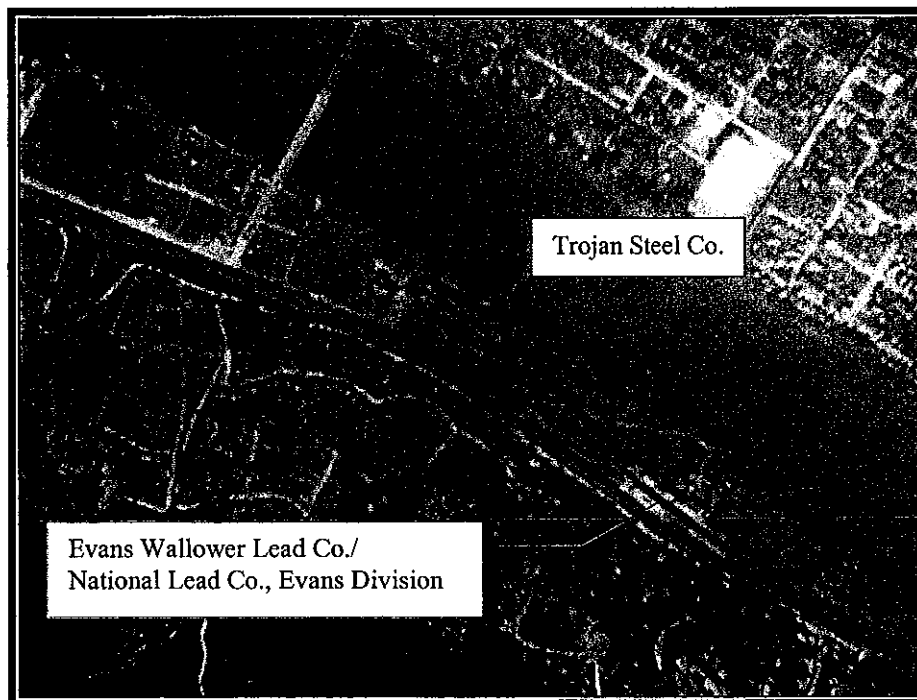 Trojan Steel Co.
Evans Wallower Lead Co./
National Lead Co., Evans Division